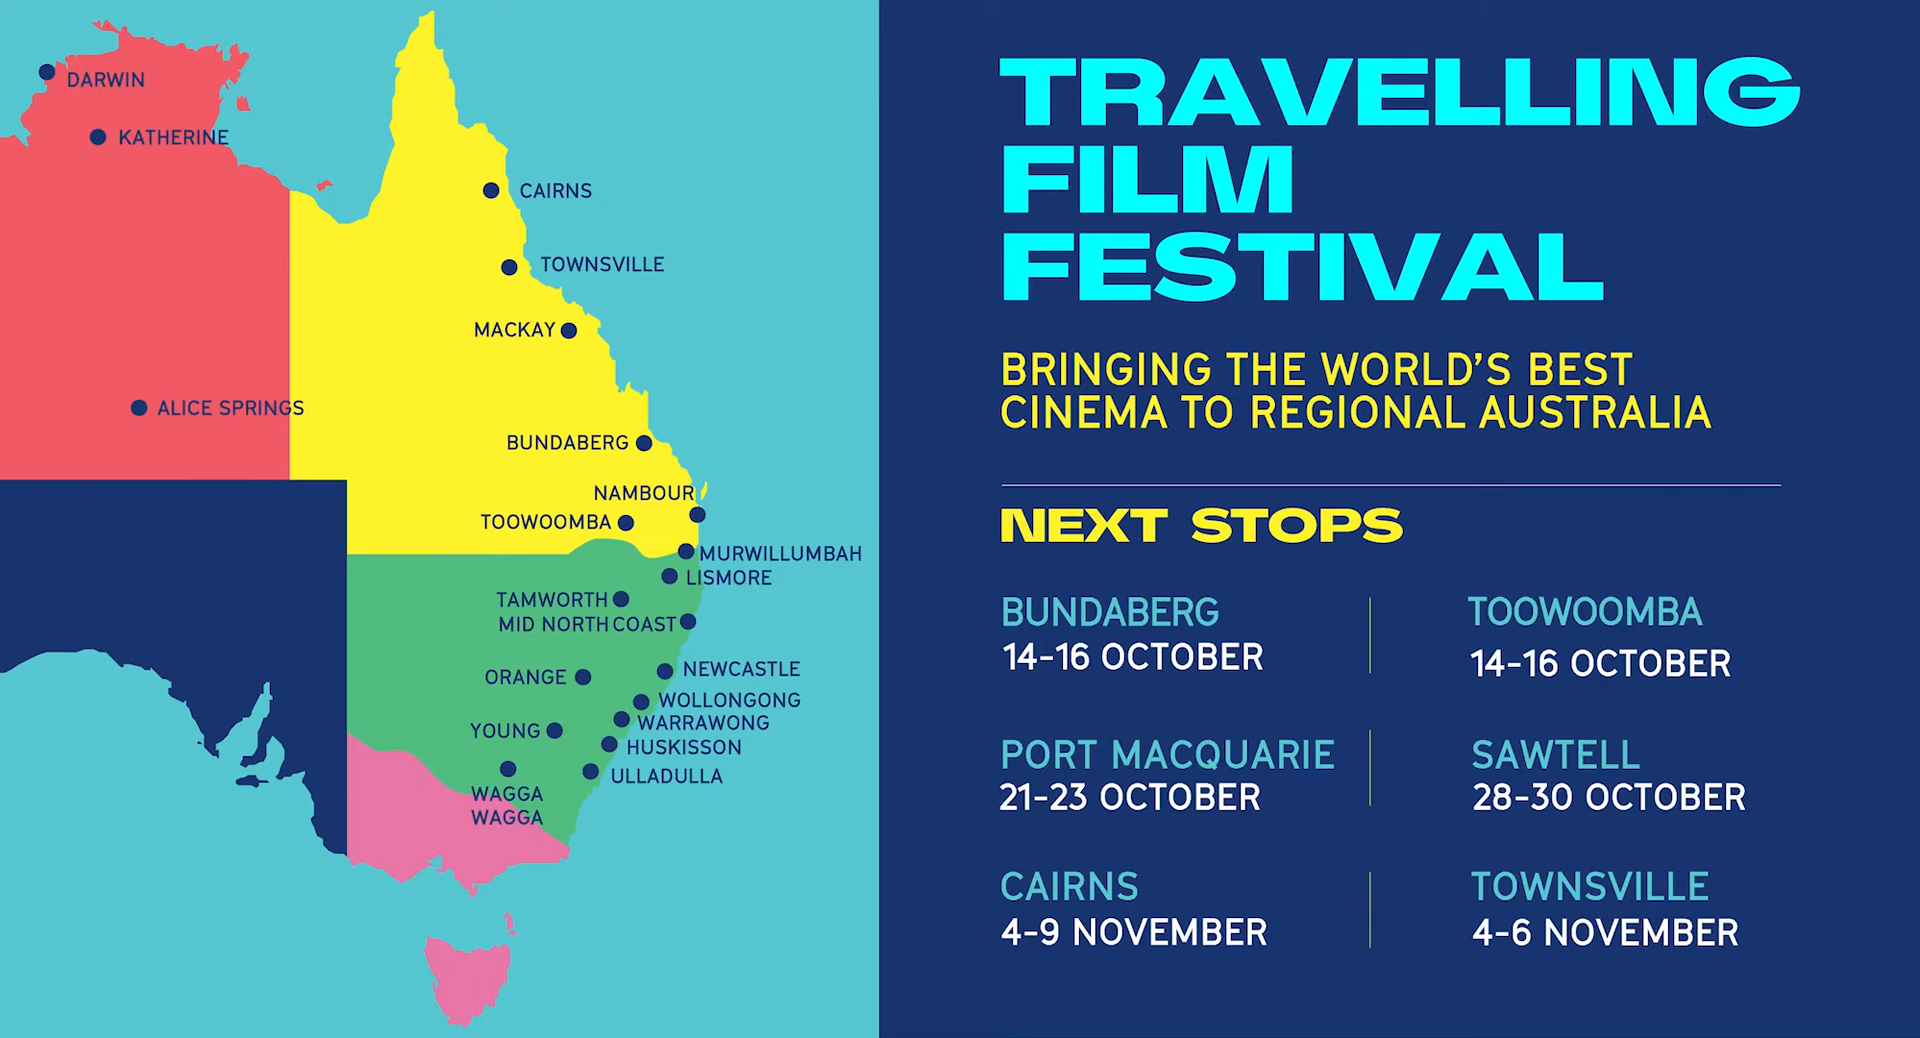 DARWIN
KATHERINE
CAIRNS
TOWNSVILLE
MACKAY
ALICE SPRINGS
BUNDABERG
NAMBOUR
TOOWOOMBA
MURWILLUMBAH
LISMORE
TAMWORTH
MID NORTH COAST
ORANGE
NEWCASTLE
WOLLONGONG
WARRAWONG
YOUNG
HUSKISSON
ULLADULLA
WAGGA
WAGGA
TRAVELLING
FILM
FESTIVAL
BRINGING THE WORLD'S BEST
CINEMA TO REGIONAL AUSTRALIA
NEXT STOPS
BUNDABERG
14-16 OCTOBER
TOOWOOMBA
14-16 OCTOBER
PORT MACQUARIE
21-23 OCTOBER
SAWTELL
28-30 OCTOBER
CAIRNS
4-9 NOVEMBER
TOWNSVILLE
4-6 NOVEMBER